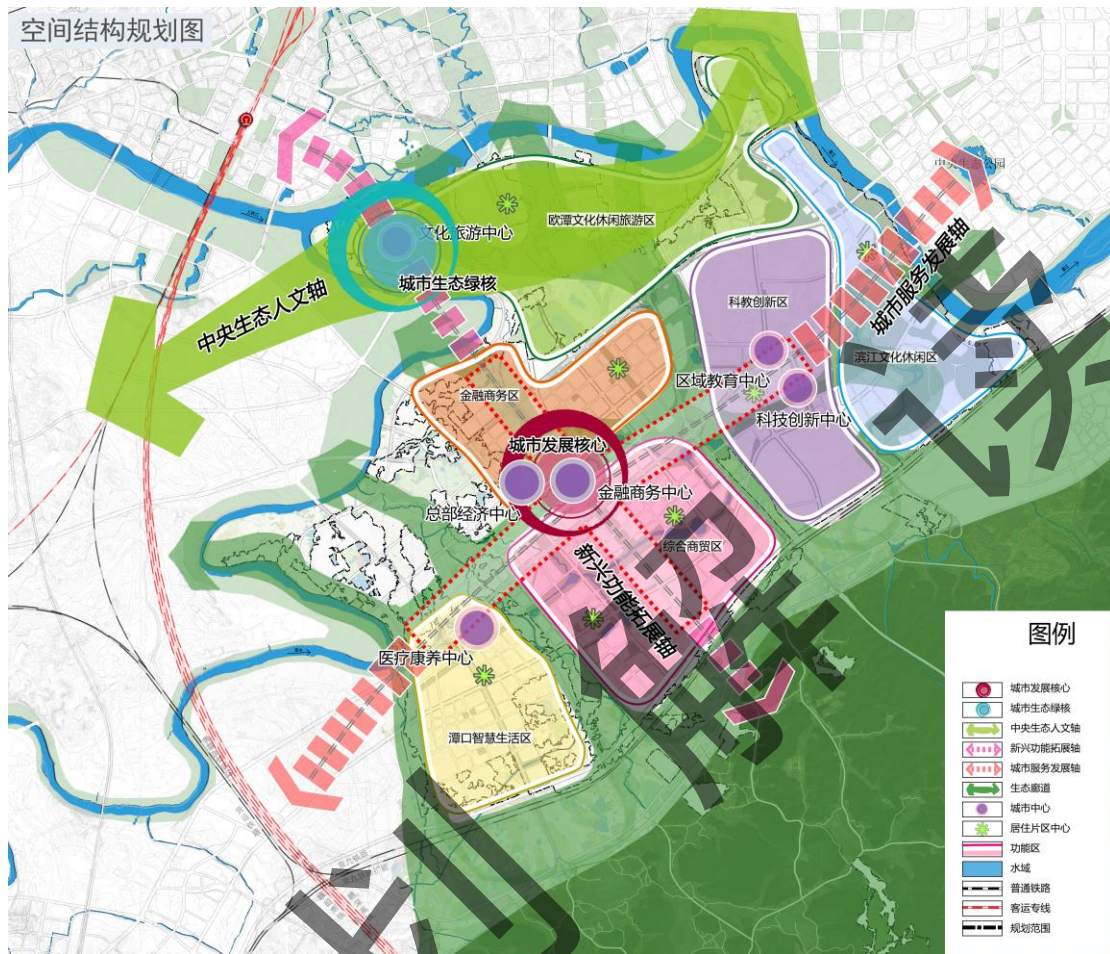 空间结构规划图
中央生态公园
文化旅游中心
欧潭文化休闲旅游区
城市生态绿核
中央生态人文轴
城市服务发展轴
科教创新区
滨江文化休闲区
金融商务区
区域教育中心
科技创新中心
城市发展核心
金融商务中心
总部经济中心
综合商贸区
新兴功能拓展轴
医疗康养中心
潭口智慧生活区
图例
城市发展核心
城市生态绿核
中央生态人文轴
新兴功能拓展轴
城市服务发展轴
生态廊道
城市中心
居住片区中心
功能区
水域
普通铁路
客运专线
规划范围